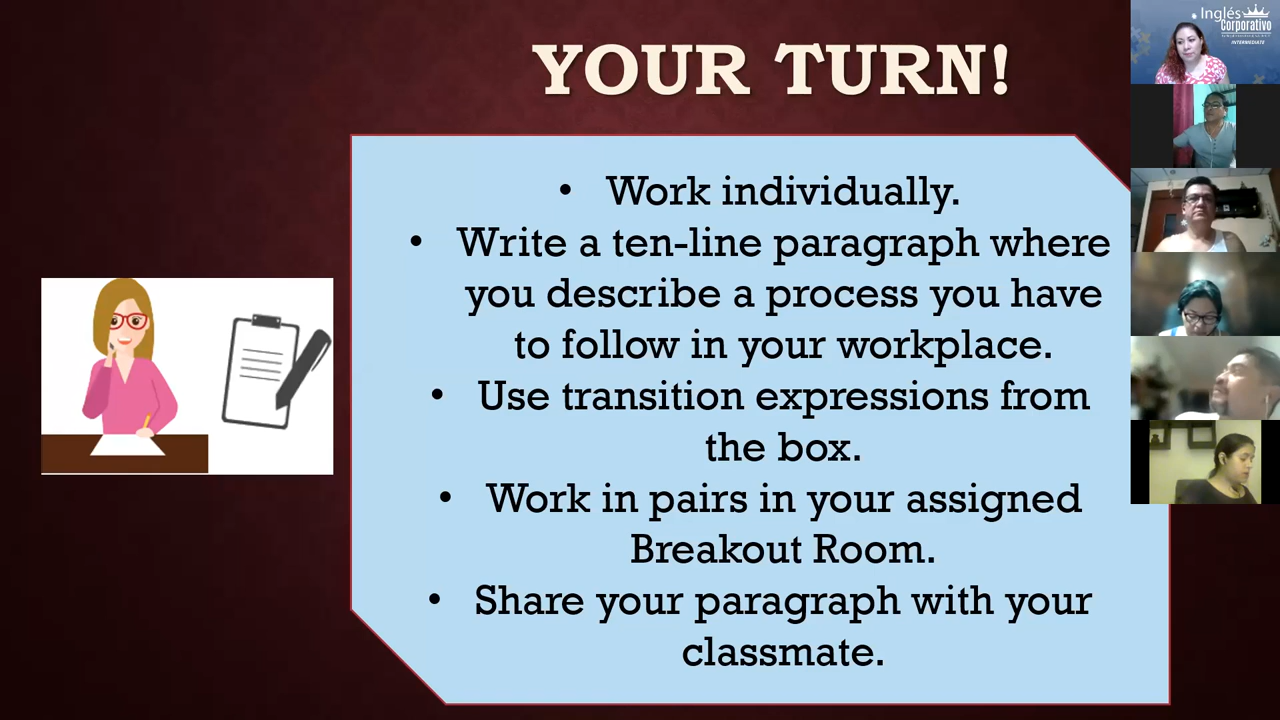 YOUR TURN!
• Work individually.
• Write a ten-line paragraph where
you describe a process you have
to follow in your workplace.
• Use transition expressions from
the box.
• Work in pairs in your assigned
Breakout Room.
• Share your paragraph with your
classmate.
Inglés
Corporativo
INTERMEDIATE